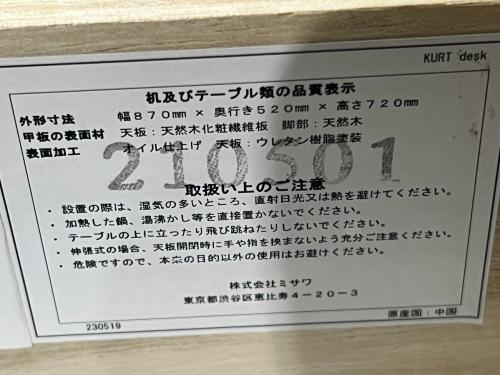 KURT desk
机及びテーブル類の品質表示
外形寸法 幅870mm × 奥行き520mm × 高さ720mm
甲板の表面材 天板：天然木化粧繊維板 脚部：天然木
表面加工 オイル仕上げ 天板：ウレタン樹脂塗装
210501
取扱い上のご注意
・設置の際は、湿気の多いところ、直射日光又は熱を避けてください。
・加熱した鍋、湯沸かし等を直接置かないでください。
・テーブルの上に立ったり飛び跳ねたりしないでください。
・伸張式の場合、天板開閉時に手や指を挟まないよう充分ご注意ください。
・危険ですので、本来の目的以外の使用はお避けください。
株式会社ミサワ
東京都渋谷区恵比寿4－20－3
230519
原産国：中国